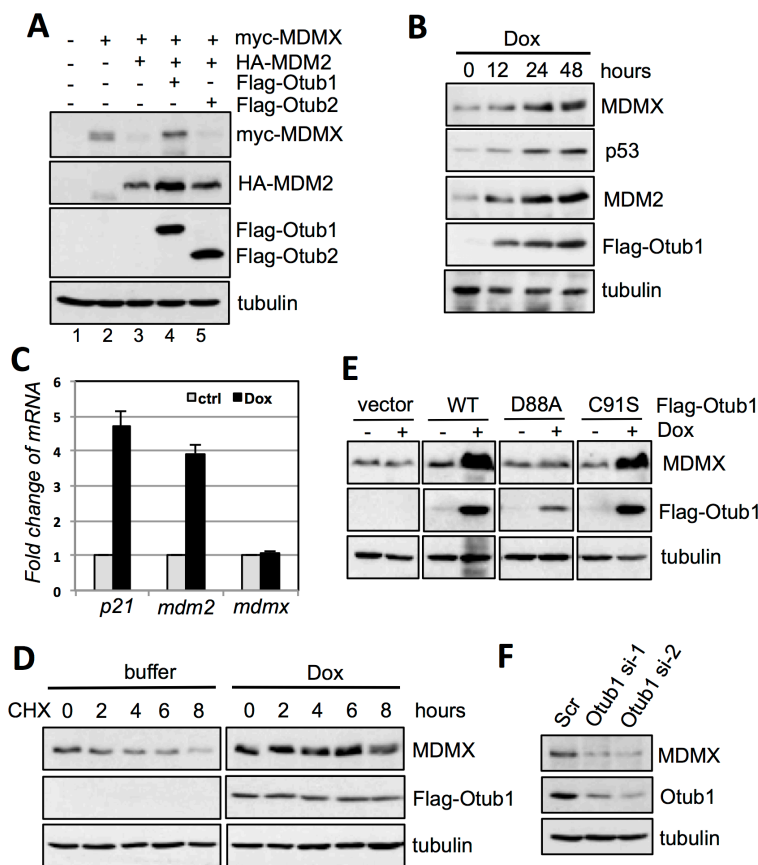 A
- + + + + myc-MDMX
- - + + + HA-MDM2
- - - + - Flag-Otub1
- - - - + Flag-Otub2
myc-MDMX
HA-MDM2
Flag-Otub1
Flag-Otub2
tubulin
1 2 3 4 5
B
Dox
0 12 24 48 hours
MDMX
p53
MDM2
Flag-Otub1
tubulin
C
Fold change of mRNA
6
5
4
3
2
1
0
ctrl Dox
p21 mdm2 mdmx
E
vector WT D88A C91S Flag-Otub1
- + - + - + - + Dox
MDMX
Flag-Otub1
tubulin
D
buffer Dox
CHX 0 2 4 6 8 0 2 4 6 8 hours
MDMX
Flag-Otub1
tubulin
F
Scr Otub1 si-1 Otub1 si-2
MDMX
Otub1
tubulin